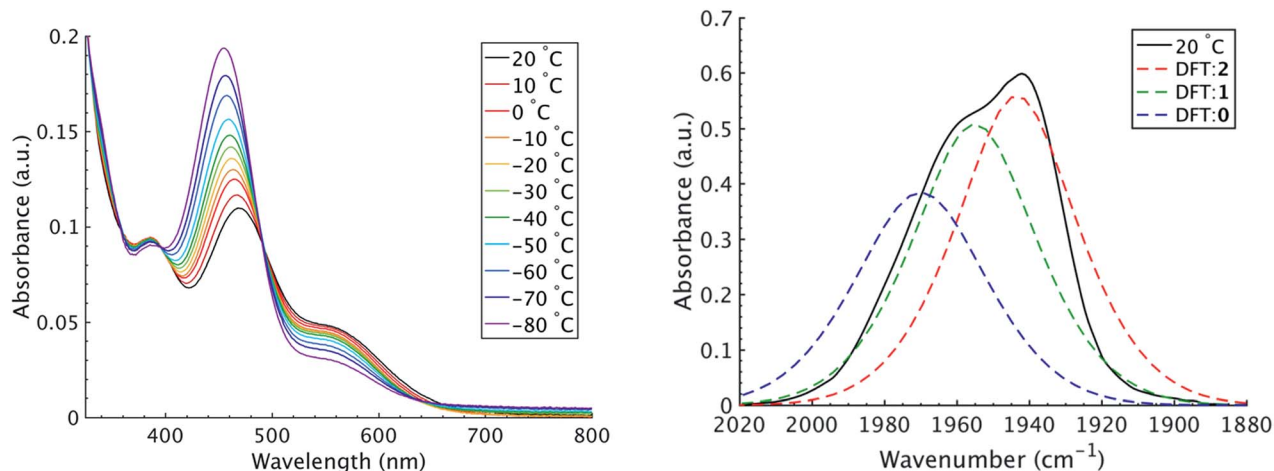 0.2
0.15
0.1
0.05
0
400
500
600
700
800
Absorbance (a.u.)
Wavelength (nm)
20 °C
10 °C
0 °C
−10 °C
−20 °C
−30 °C
−40 °C
−50 °C
−60 °C
−70 °C
−80 °C
0.7
0.6
0.5
0.4
0.3
0.2
0.1
0
2020
2000
1980
1960
1940
1920
1900
1880
Absorbance (a.u.)
Wavenumber (cm⁻¹)
20 °C
DFT:2
DFT:1
DFT:0